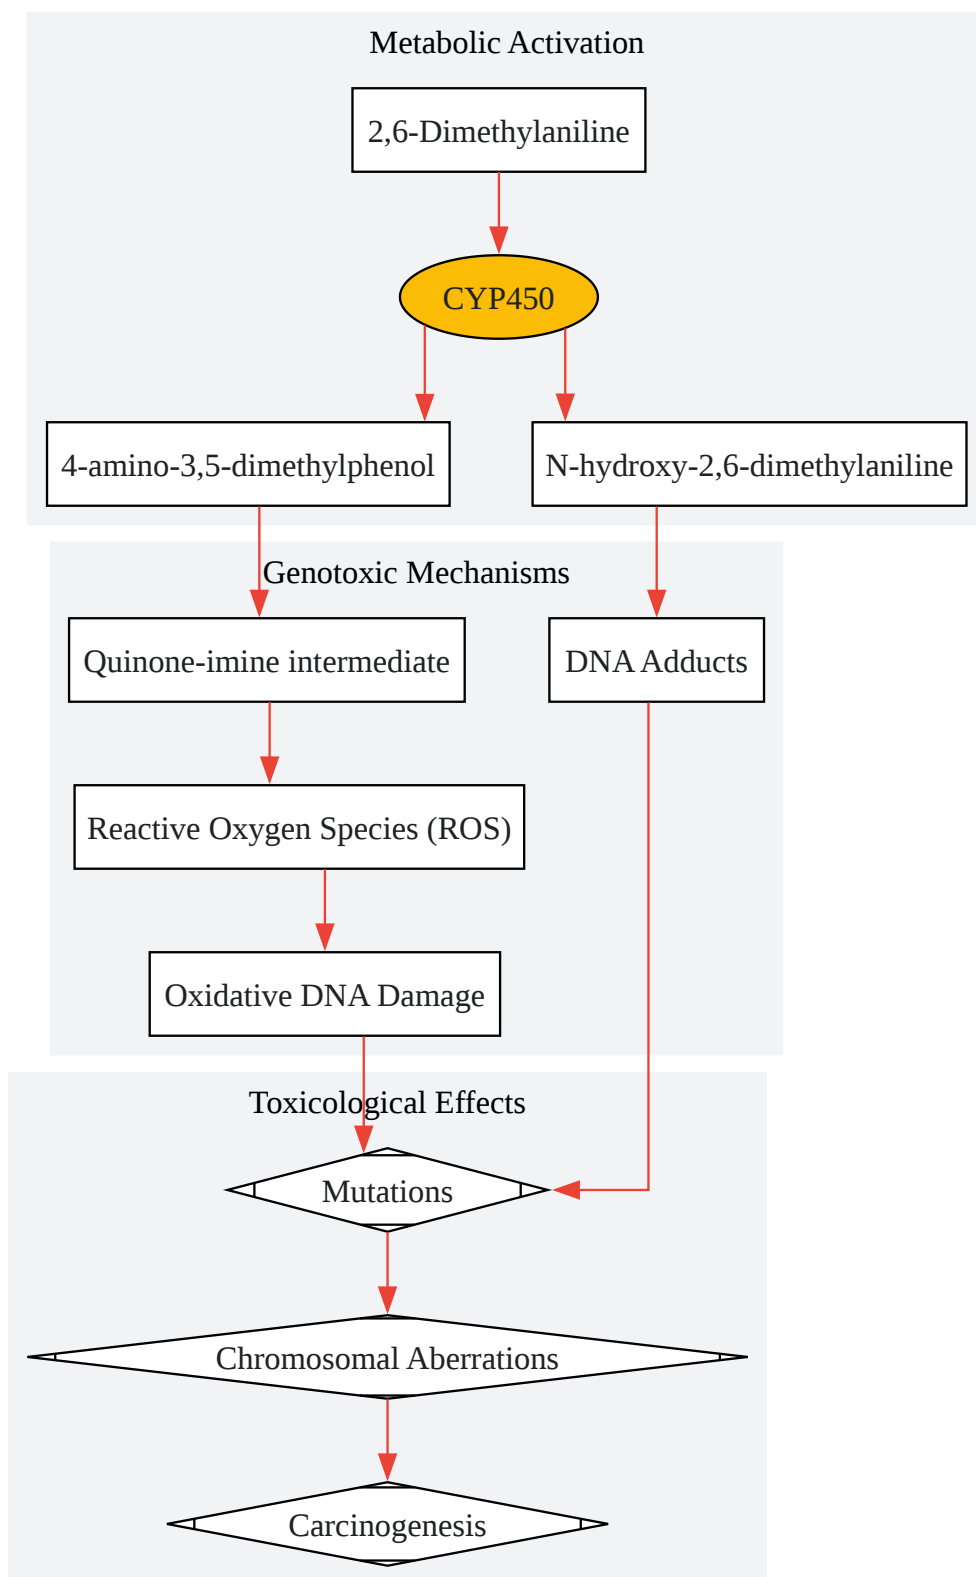 Metabolic Activation
2,6-Dimethylaniline
CYP450
4-amino-3,5-dimethylphenol
N-hydroxy-2,6-dimethylaniline
Genotoxic Mechanisms
Quinone-imine intermediate
DNA Adducts
Reactive Oxygen Species (ROS)
Oxidative DNA Damage
Toxicological Effects
Mutations
Chromosomal Aberrations
Carcinogenesis